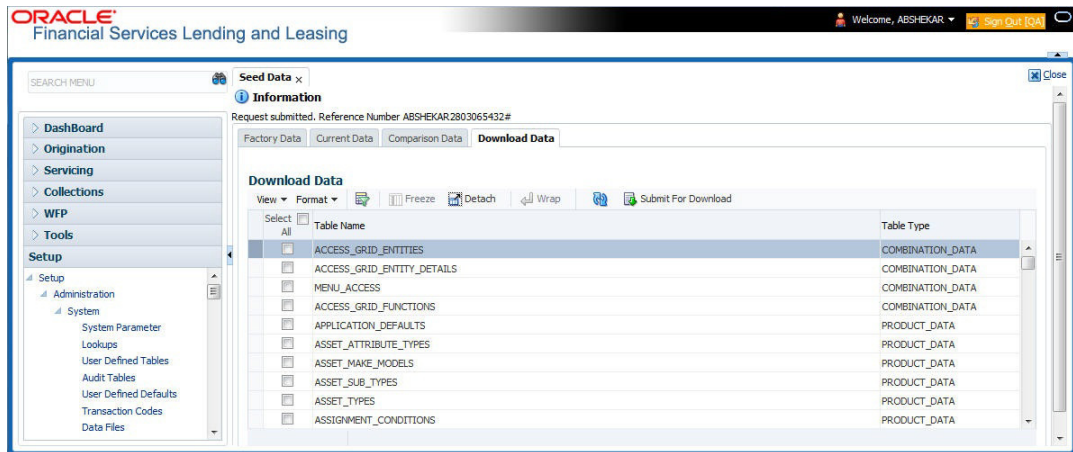 ORACLE
Financial Services Lending and Leasing
Welcome, ABSHEKAR
Sign Out [QA]
SEARCH MENU
Seed Data ×
Close
Information
Request submitted. Reference Number ABSHEKAR2803065432#
DashBoard
Origination
Servicing
Collections
WFP
Tools
Setup
Setup
Administration
System
System Parameter
Lookups
User Defined Tables
Audit Tables
User Defined Defaults
Transaction Codes
Data Files
Factory Data Current Data Comparison Data Download Data
Download Data
View Format Freeze Detach Wrap Submit For Download
Select All Table Name Table Type
ACCESS_GRID_ENTITIES COMBINATION_DATA
ACCESS_GRID_ENTITY_DETAILS COMBINATION_DATA
MENU_ACCESS COMBINATION_DATA
ACCESS_GRID_FUNCTIONS COMBINATION_DATA
APPLICATION_DEFAULTS PRODUCT_DATA
ASSET_ATTRIBUTE_TYPES PRODUCT_DATA
ASSET_MAKE_MODELS PRODUCT_DATA
ASSET_SUB_TYPES PRODUCT_DATA
ASSET_TYPES PRODUCT_DATA
ASSIGNMENT_CONDITIONS PRODUCT_DATA